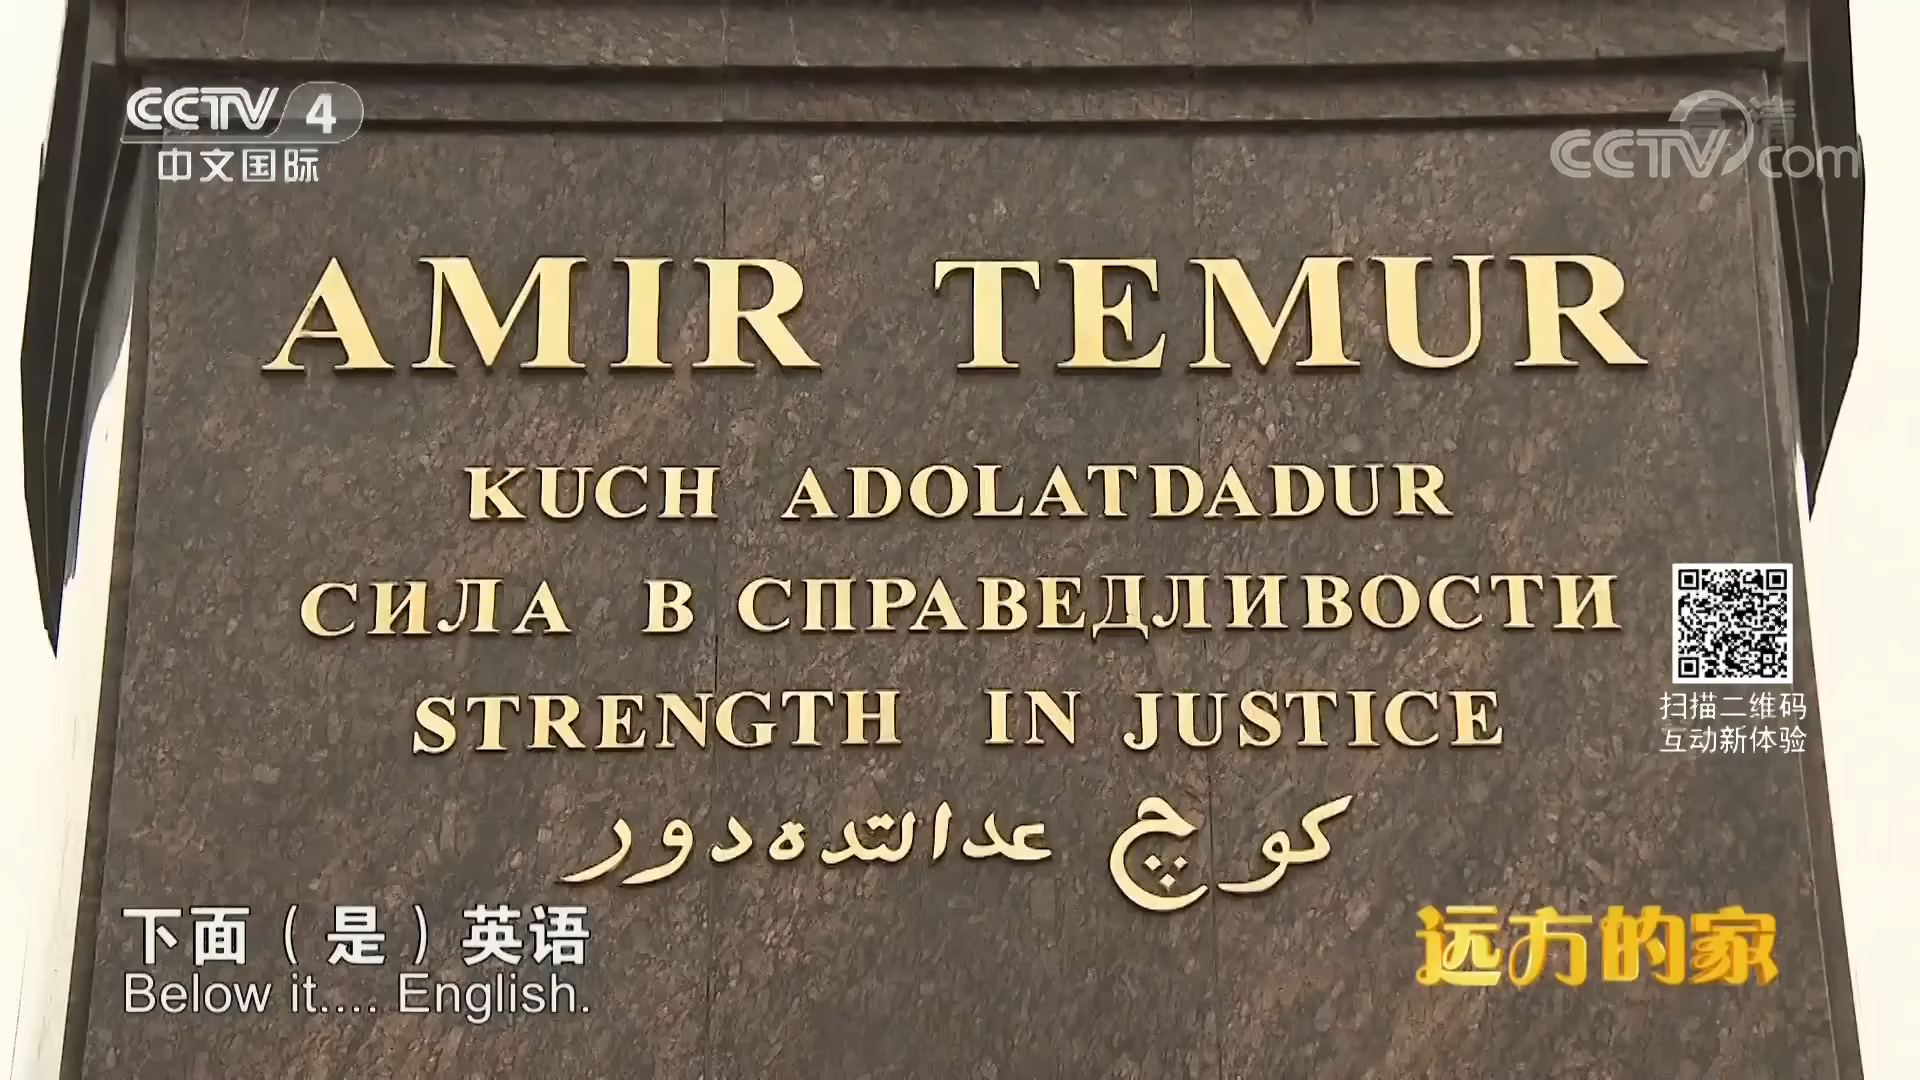 CCTV 4
中文国际
高清
CCTV com
AMIR TEMUR
KUCH ADOLATDADUR
СИЛА В СПРАВЕДЛИВОСТИ
STRENGTH IN JUSTICE
كوچ عدالتده‌دور
扫描二维码
互动新体验
下面（是）英语
Below it.... English.
远方的家